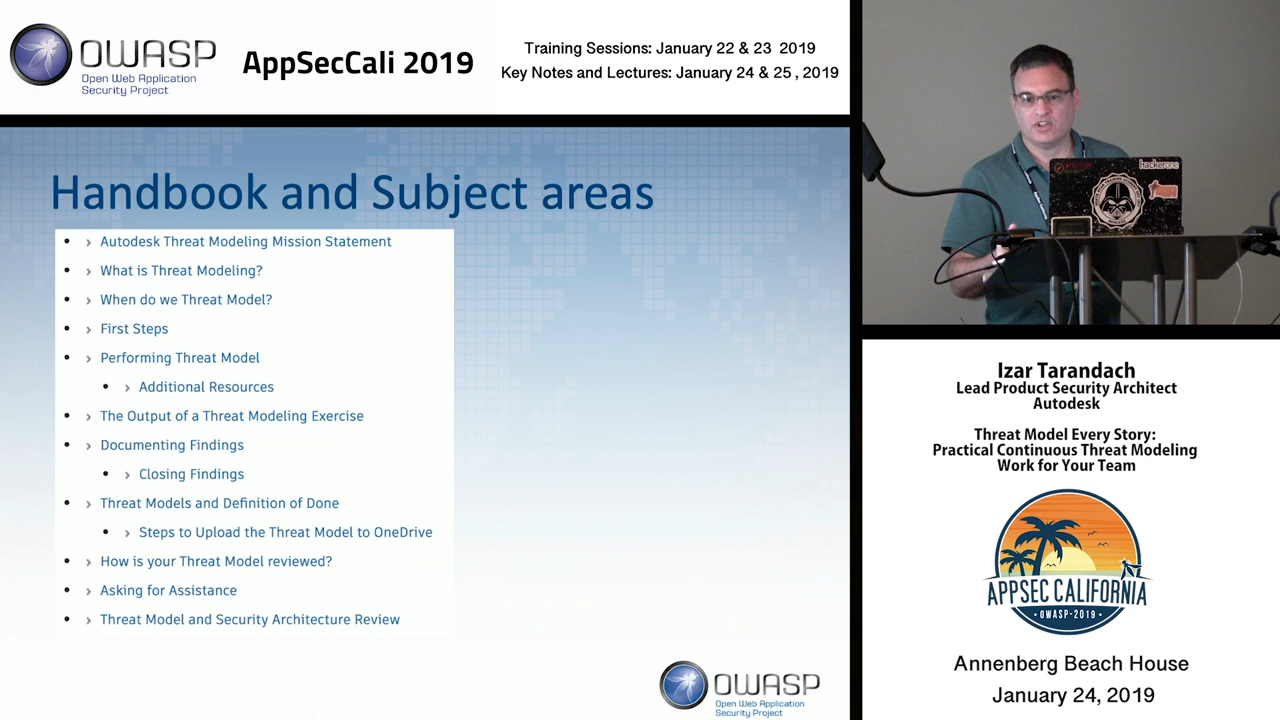 OWASP
Open Web Application
Security Project
AppSecCali 2019
Training Sessions: January 22 & 23 2019
Key Notes and Lectures: January 24 & 25 , 2019
Handbook and Subject areas
Autodesk Threat Modeling Mission Statement
What is Threat Modeling?
When do we Threat Model?
First Steps
Performing Threat Model
Additional Resources
The Output of a Threat Modeling Exercise
Documenting Findings
Closing Findings
Threat Models and Definition of Done
Steps to Upload the Threat Model to OneDrive
How is your Threat Model reviewed?
Asking for Assistance
Threat Model and Security Architecture Review
OWASP
Open Web Application
Security Project
hackerone
Izar Tarandach
Lead Product Security Architect
Autodesk
Threat Model Every Story:
Practical Continuous Threat Modeling
Work for Your Team
APPSEC CALIFORNIA
OWASP-2019
Annenberg Beach House
January 24, 2019